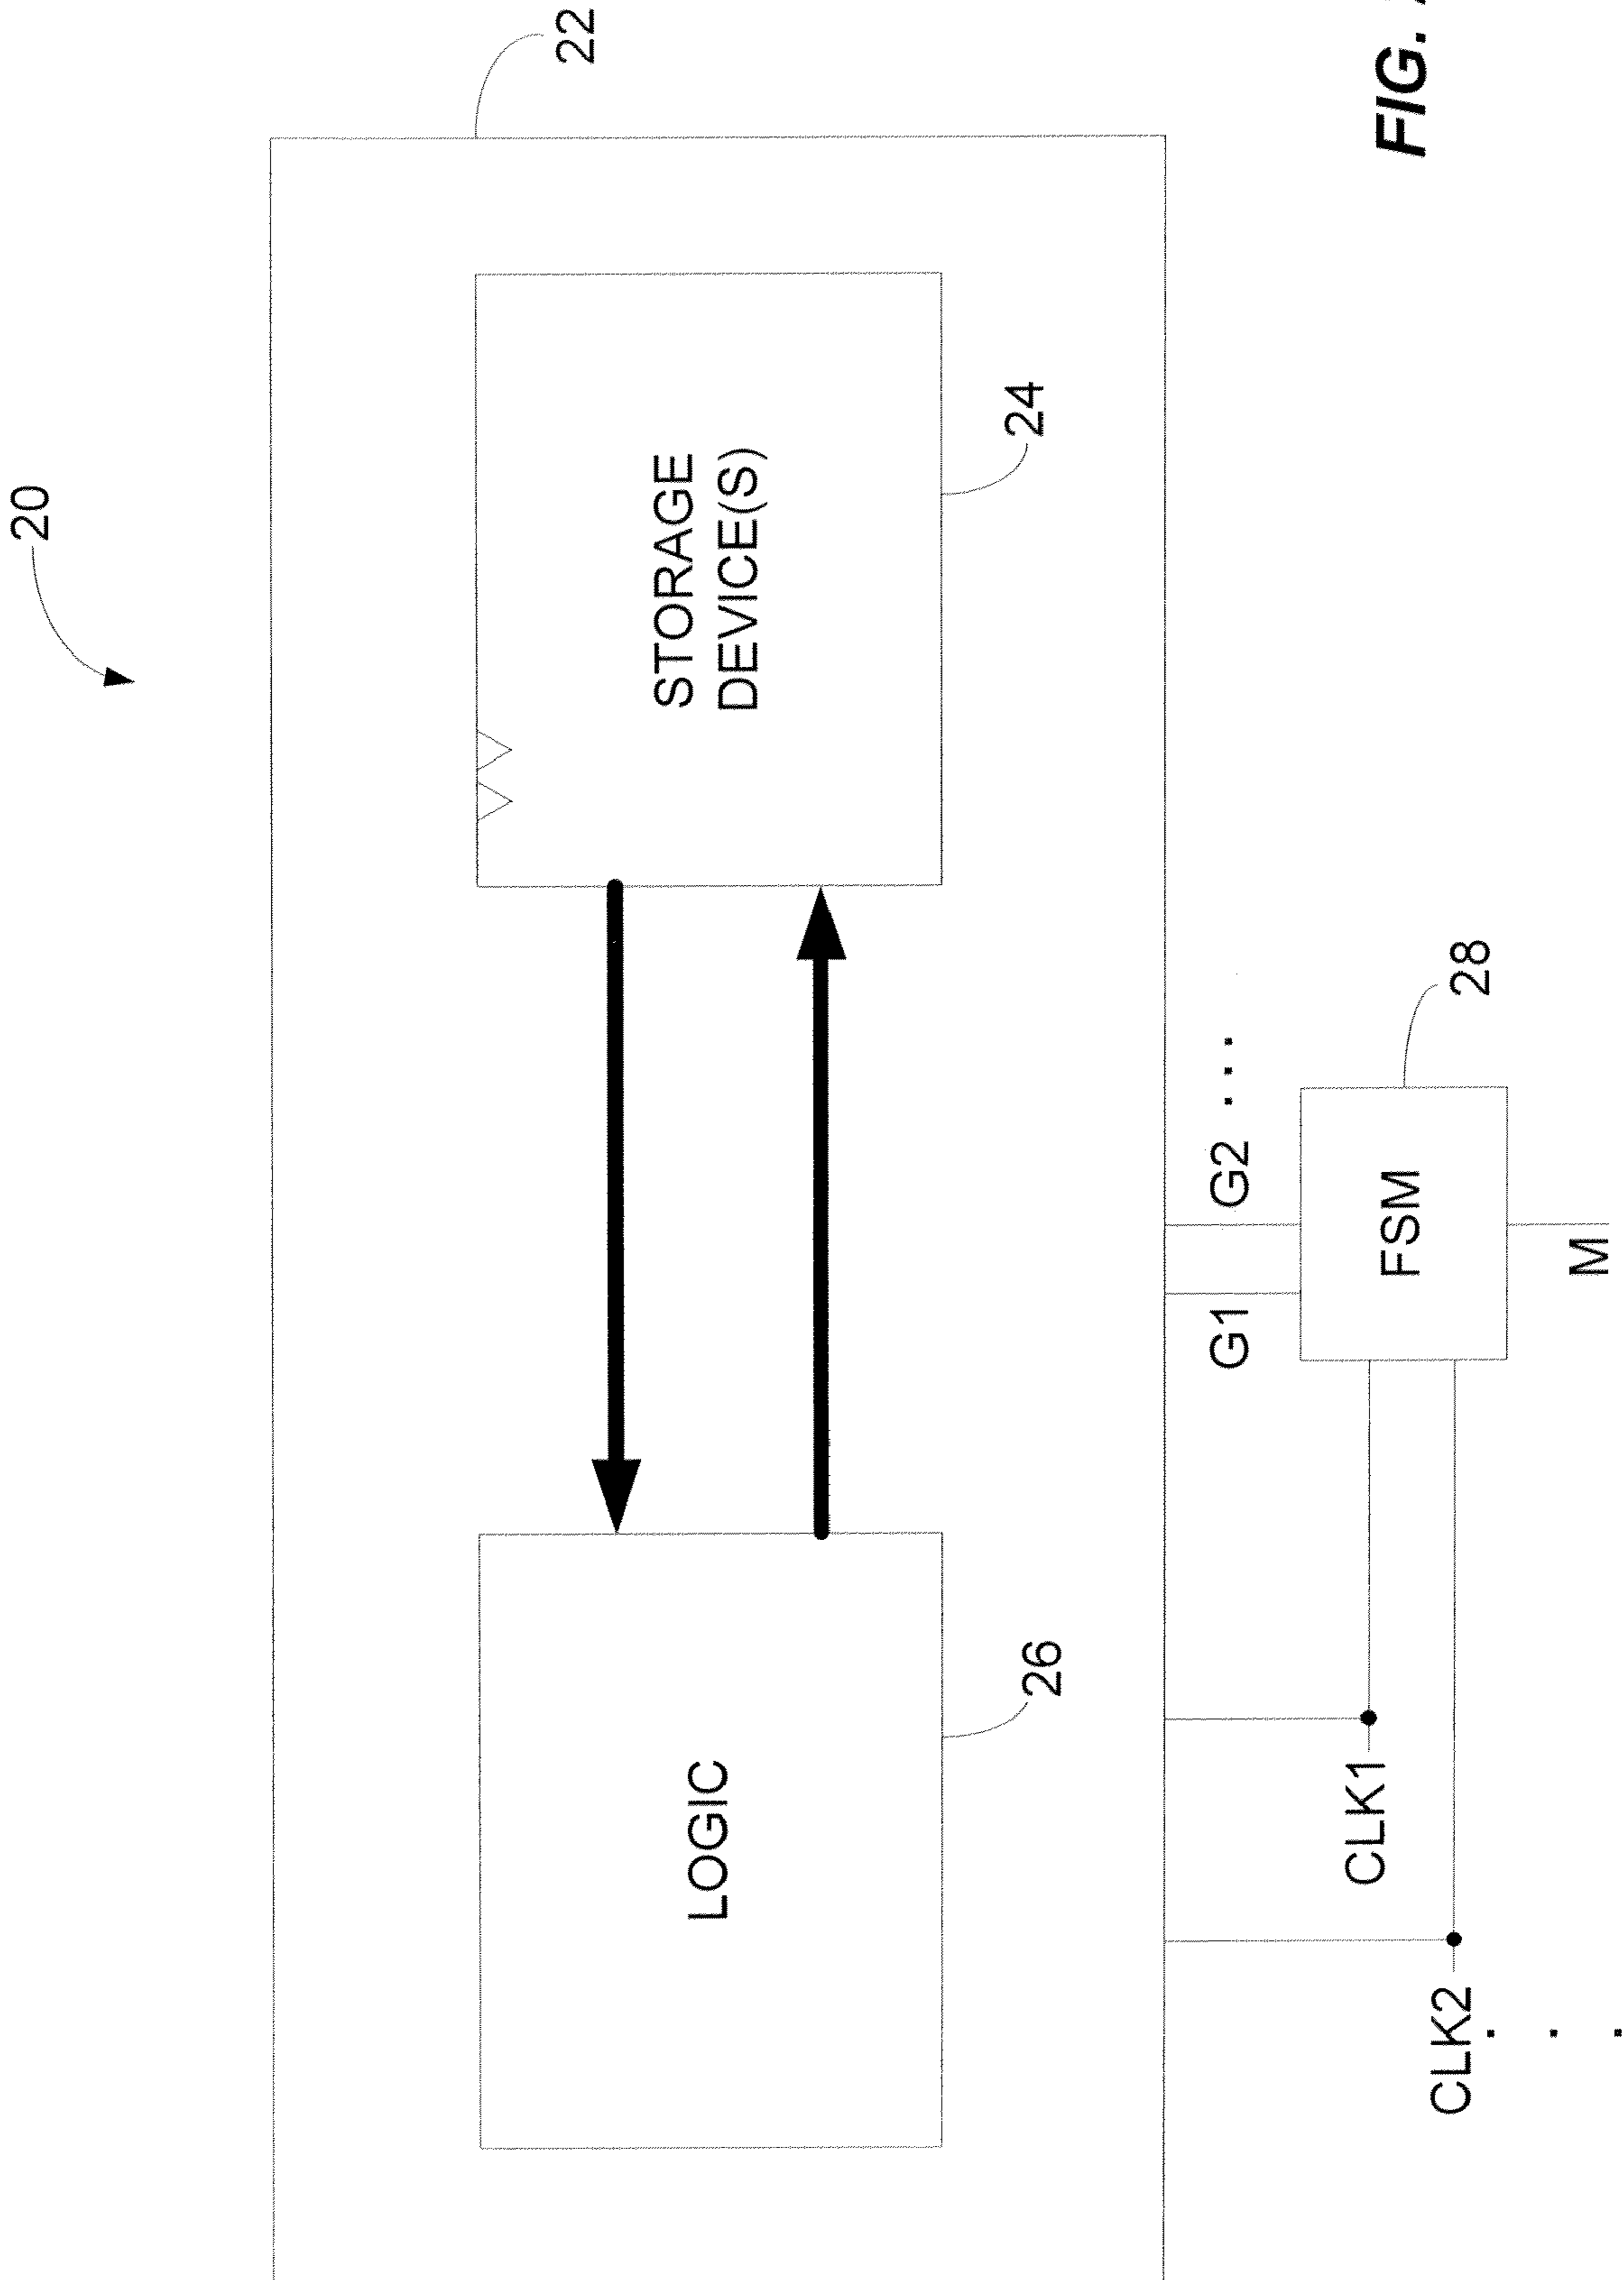 20
22
LOGIC
STORAGE
DEVICE(S)
26
24
G1
G2 ...
CLK1
FSM
28
CLK2
. . .
M
FIG.